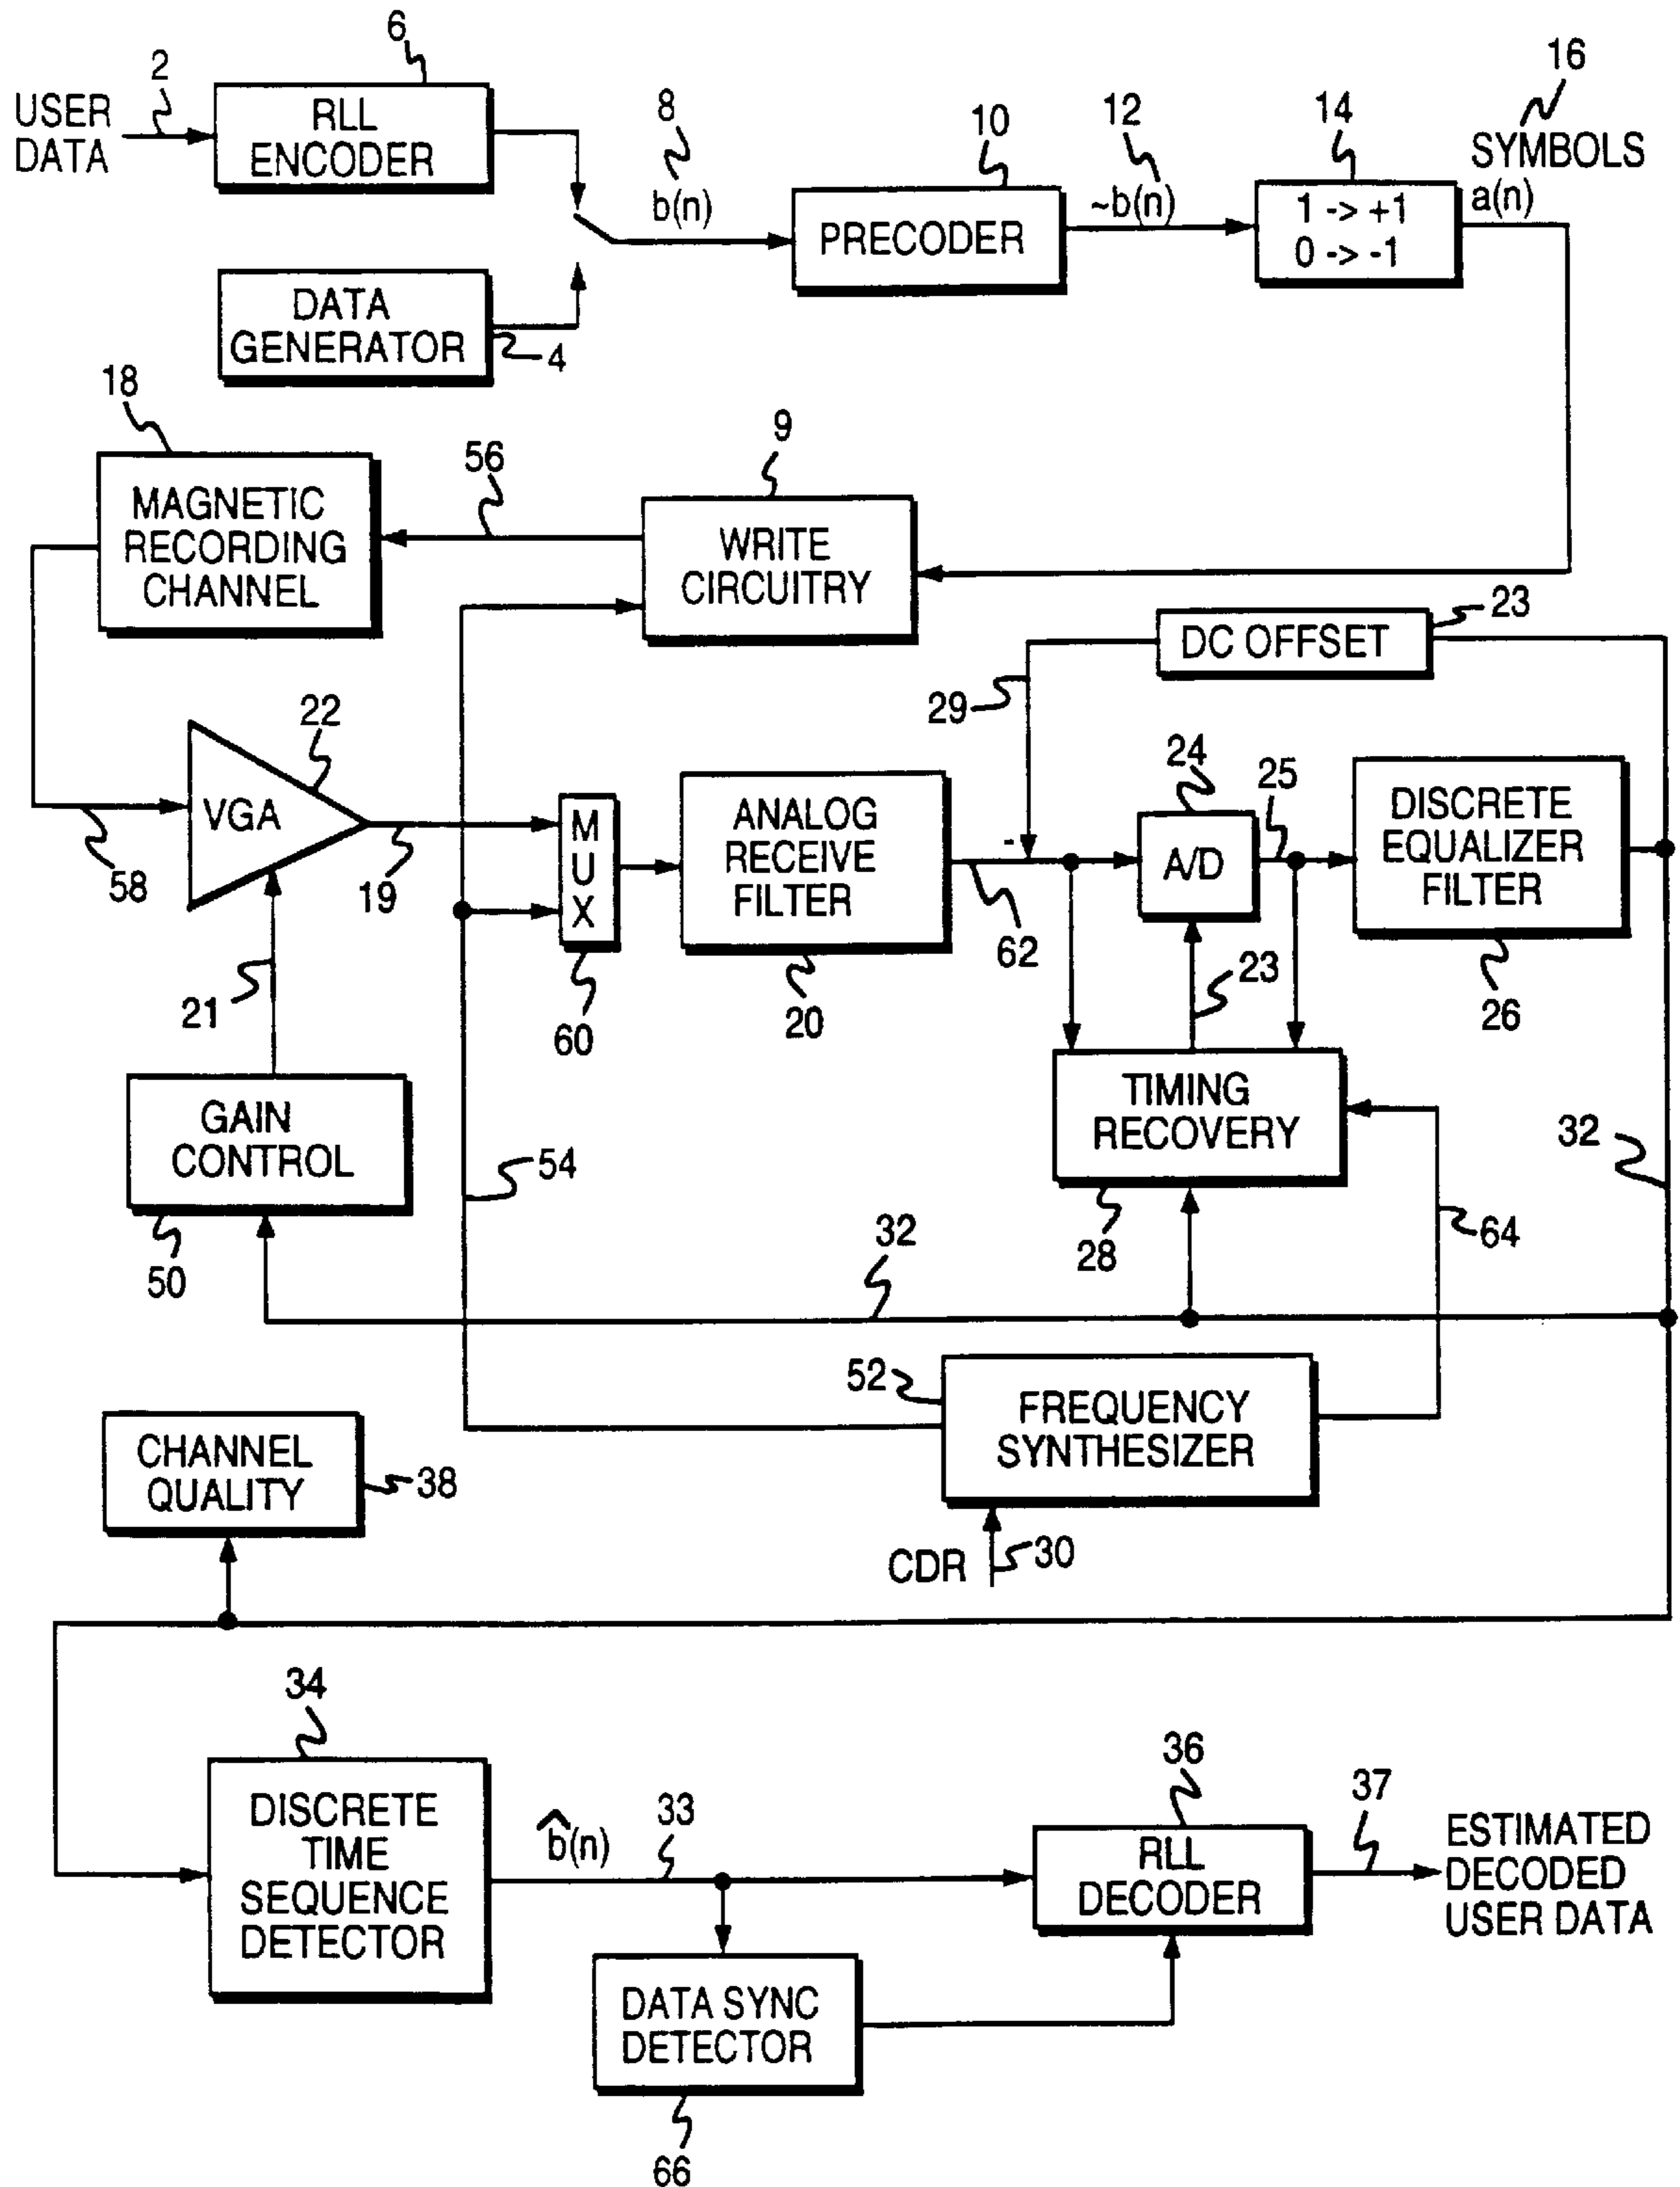 6
2
USER
DATA
RLL
ENCODER
8
b(n)
10
PRECODER
12
~b(n)
14
1 -> +1
0 -> -1
16
SYMBOLS
a(n)
DATA
GENERATOR
4
18
MAGNETIC
RECORDING
CHANNEL
56
9
WRITE
CIRCUITRY
DC OFFSET
23
29
22
VGA
58
19
MUX
60
ANALOG
RECEIVE
FILTER
20
-
62
24
A/D
25
DISCRETE
EQUALIZER
FILTER
26
21
23
GAIN
CONTROL
50
54
TIMING
RECOVERY
28
32
64
32
52
FREQUENCY
SYNTHESIZER
CDR
30
CHANNEL
QUALITY
38
34
DISCRETE
TIME
SEQUENCE
DETECTOR
b̂(n)
33
36
RLL
DECODER
37
ESTIMATED
DECODED
USER DATA
DATA SYNC
DETECTOR
66